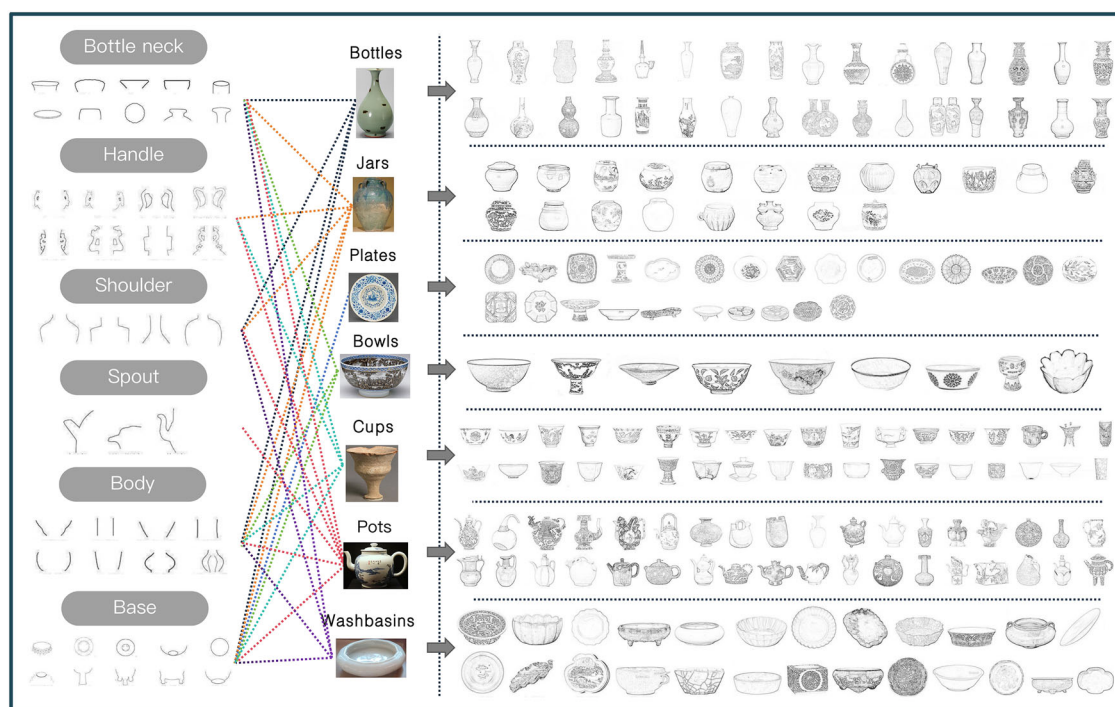 Bottle neck
Handle
Shoulder
Spout
Body
Base
Bottles
Jars
Plates
Bowls
Cups
Pots
Washbasins